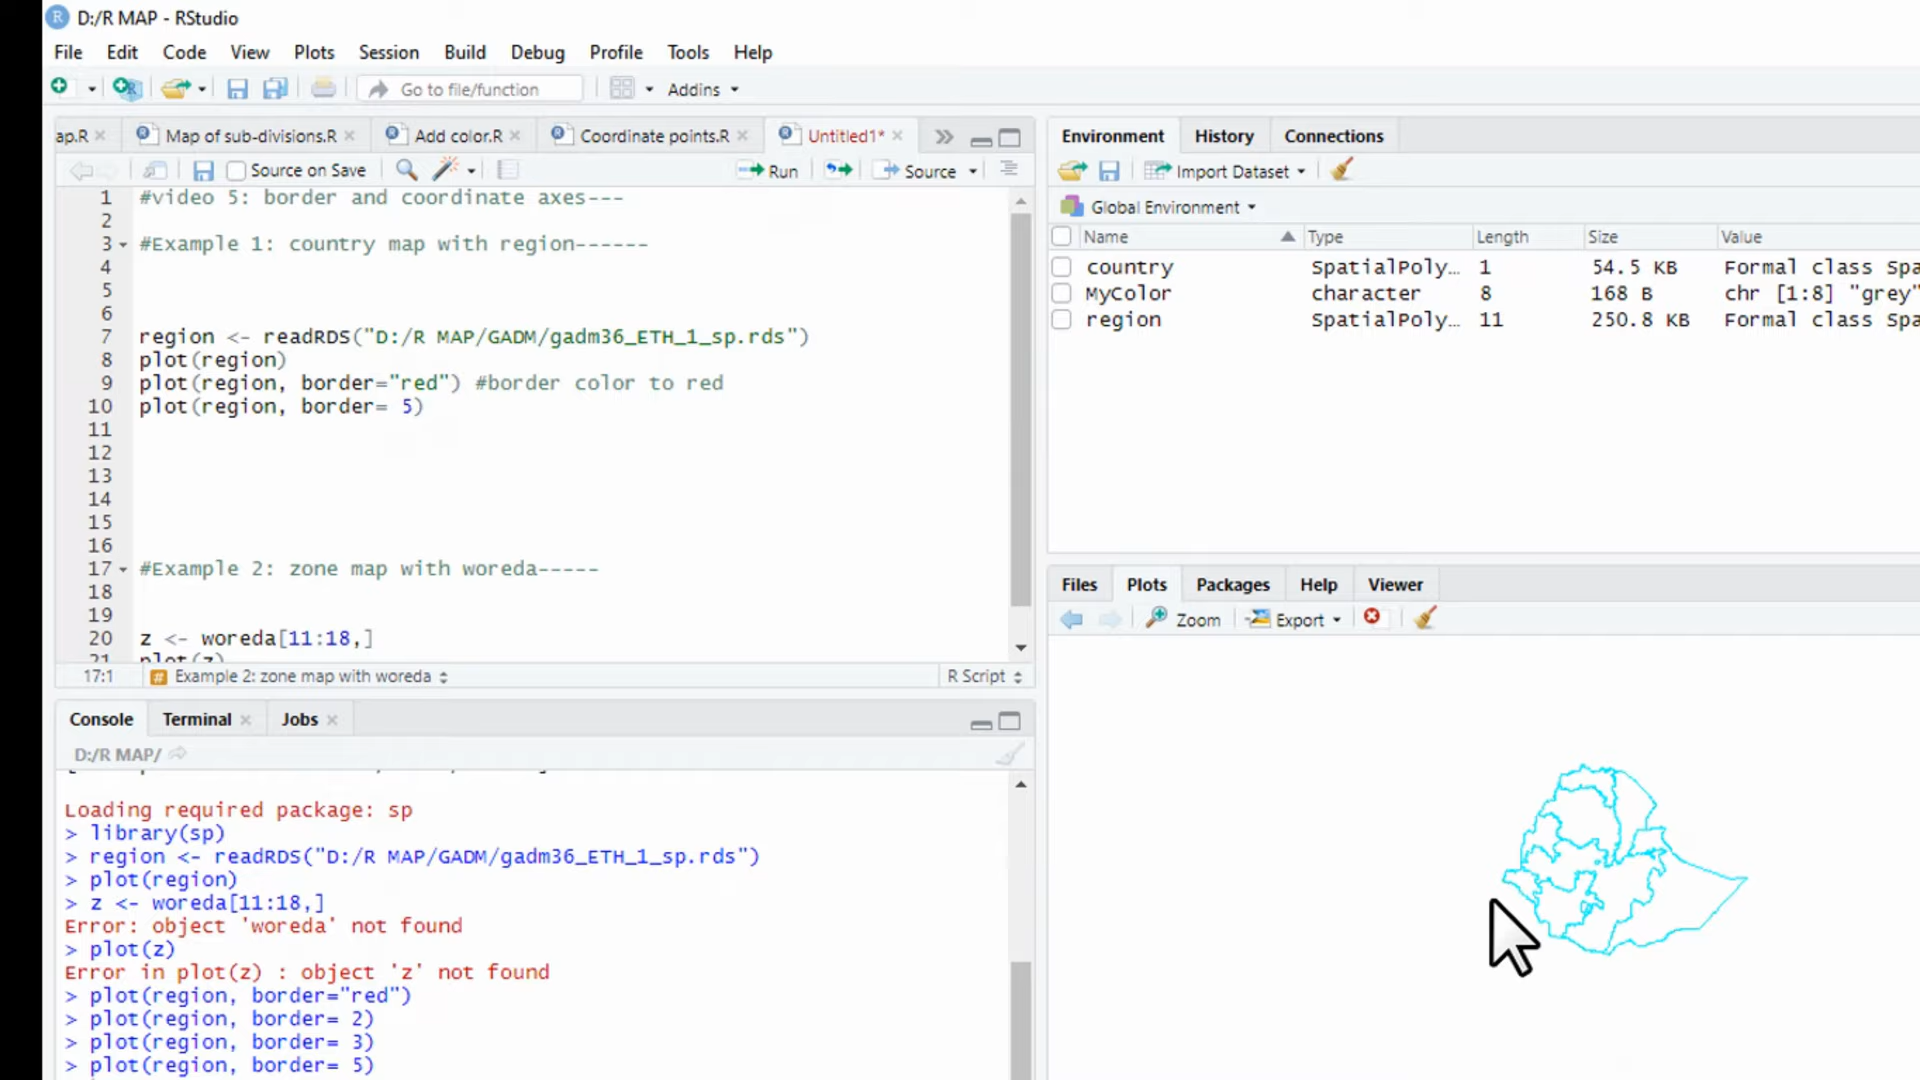 D:/R MAP - RStudio
File Edit Code View Plots Session Build Debug Profile Tools Help
Go to file/function Addins
ap.R Map of sub-divisions.R Add color.R Coordinate points.R Untitled1*
Source on Save Run Source
1 #video 5: border and coordinate axes---
2
3 #Example 1: country map with region------
4
5
6
7 region <- readRDS("D:/R MAP/GADM/gadm36_ETH_1_sp.rds")
8 plot(region)
9 plot(region, border="red") #border color to red
10 plot(region, border= 5)
11
12
13
14
15
16
17 #Example 2: zone map with woreda-----
18
19
20 z <- woreda[11:18,]
21 plot(z)
17:1 Example 2: zone map with woreda R Script
Console Terminal Jobs
D:/R MAP/
Loading required package: sp
> library(sp)
> region <- readRDS("D:/R MAP/GADM/gadm36_ETH_1_sp.rds")
> plot(region)
> z <- woreda[11:18,]
Error: object 'woreda' not found
> plot(z)
Error in plot(z) : object 'z' not found
> plot(region, border="red")
> plot(region, border= 2)
> plot(region, border= 3)
> plot(region, border= 5)
Environment History Connections
Import Dataset
Global Environment
Name Type Length Size Value
country SpatialPoly… 1 54.5 KB Formal class Spa
MyColor character 8 168 B chr [1:8] "grey"
region SpatialPoly… 11 250.8 KB Formal class Spa
Files Plots Packages Help Viewer
Zoom Export